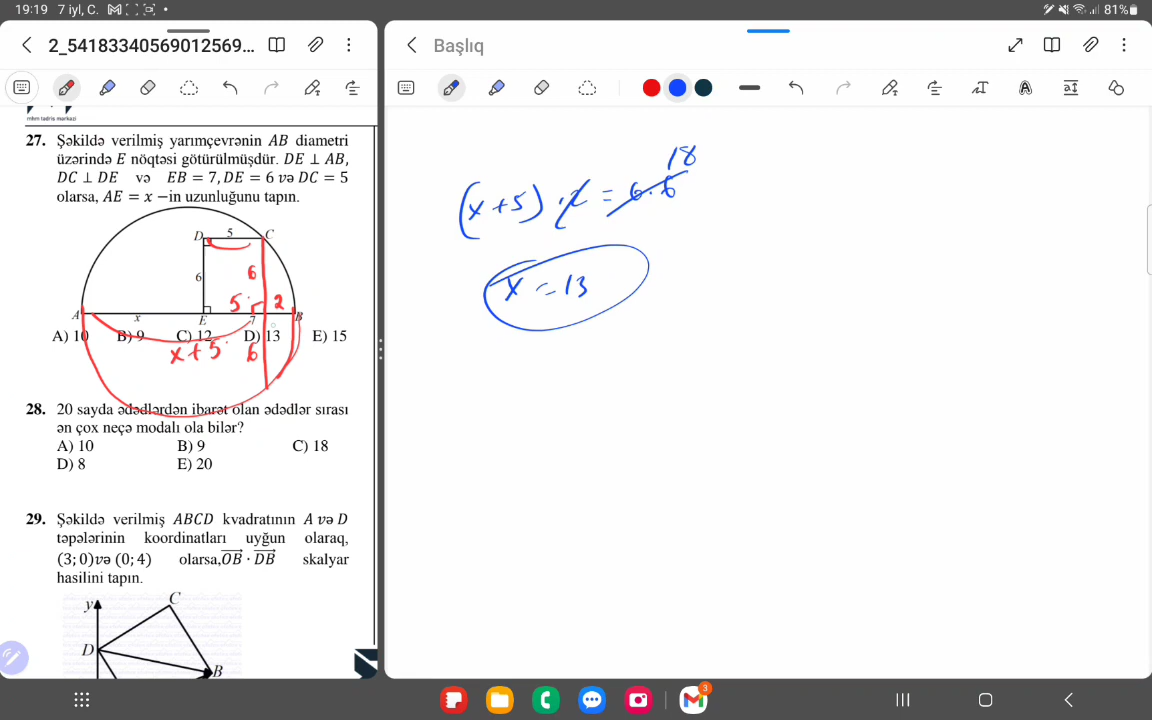 19:19 7 iyl, C.
81%
2_54183340569012569...
Başlıq
mhm tədris mərkəzi
27. Şəkildə verilmiş yarımçevrənin AB diametri
üzərində E nöqtəsi götürülmüşdür. DE ⊥ AB,
DC ⊥ DE və EB = 7, DE = 6 və DC = 5
olarsa, AE = x −in uzunluğunu tapın.
D 5 C
6 6
5 2
A x E 7 B
A) 10 B) 9 C) 12 D) 13 E) 15
x+5 6
28. 20 sayda ədədlərdən ibarət olan ədədlər sırası
ən çox neçə modalı ola bilər?
A) 10 B) 9 C) 18
D) 8 E) 20
29. Şəkildə verilmiş ABCD kvadratının A və D
təpələrinin koordinatları uyğun olaraq,
(3; 0)və (0; 4) olarsa, OB · DB skalyar
hasilini tapın.
y C
D
B
18
(x+5) · 2 = 6·6
x = 13
3